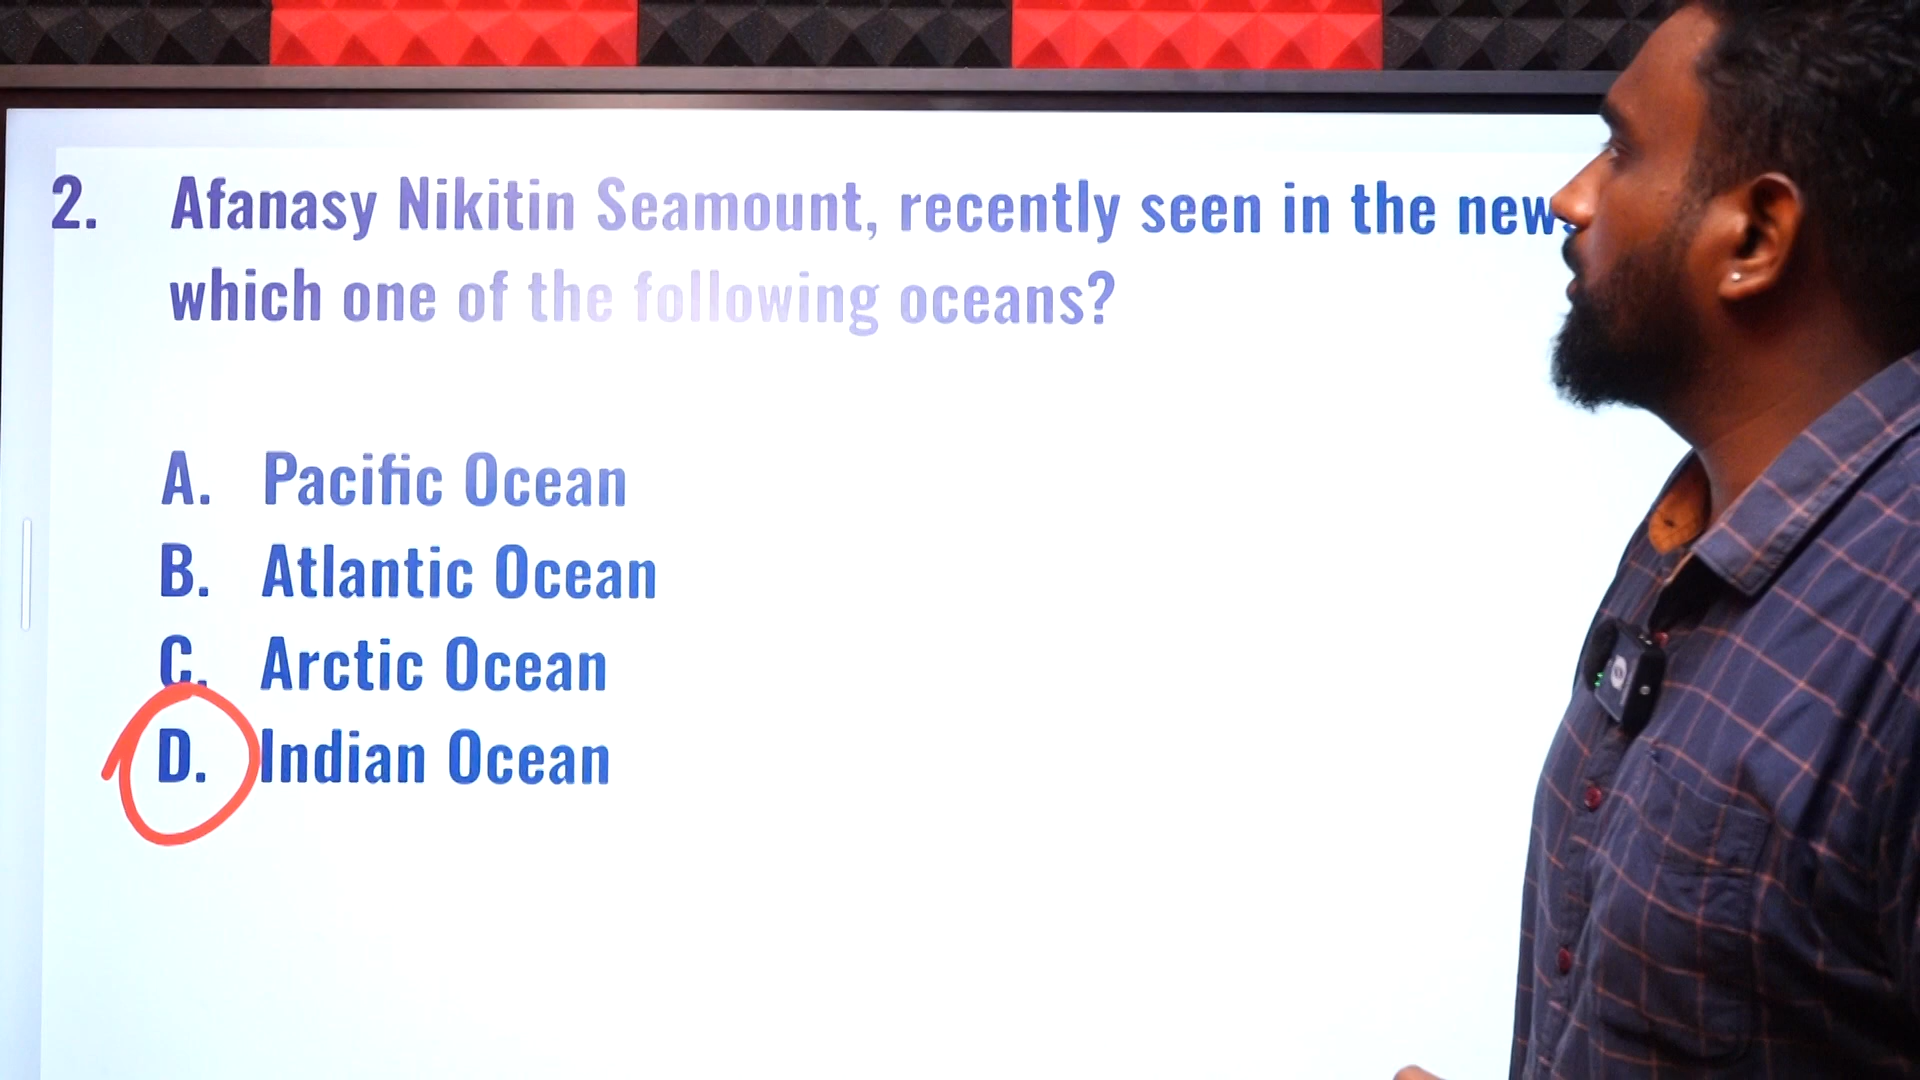 2. Afanasy Nikitin Seamount, recently seen in the
which one of the following oceans?
A. Pacific Ocean
B. Atlantic Ocean
C. Arctic Ocean
D. Indian Ocean